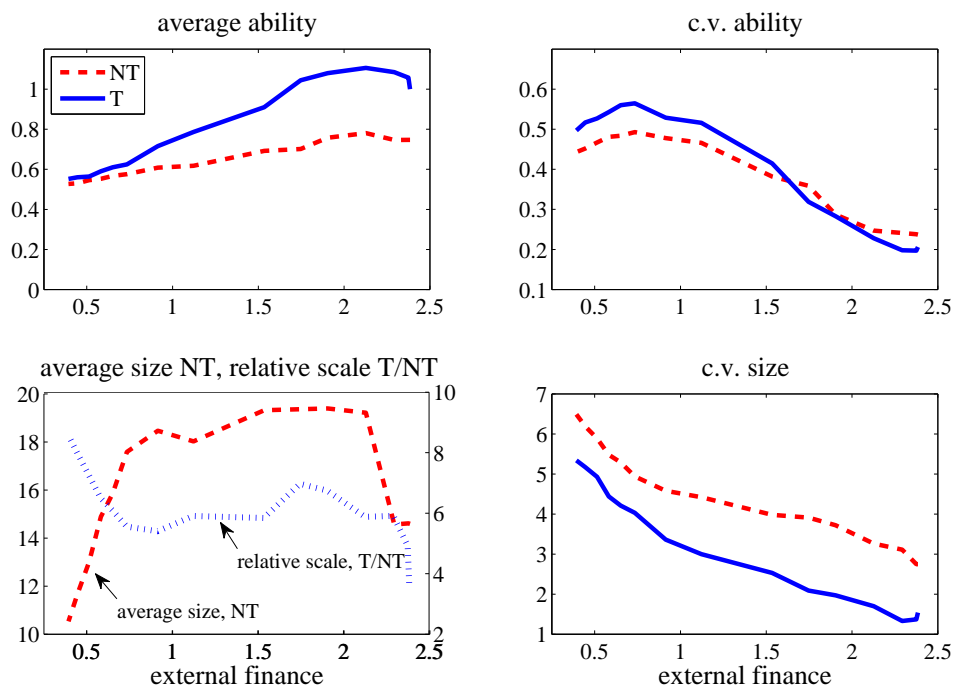 average ability
1
0.8
0.6
0.4
0.2
0
NT
T
0.5 1 1.5 2 2.5
c.v. ability
0.6
0.5
0.4
0.3
0.2
0.1
0.5 1 1.5 2 2.5
average size NT, relative scale T/NT
20
18
16
14
12
10
10
8
6
4
2
relative scale, T/NT
average size, NT
0.5 1 1.5 2 2.5
external finance
c.v. size
7
6
5
4
3
2
1
0.5 1 1.5 2 2.5
external finance